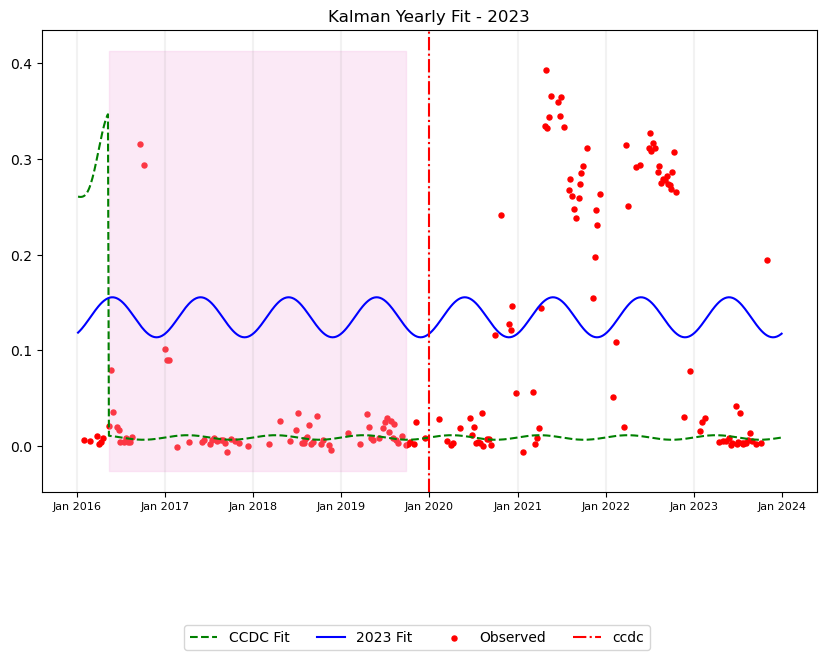 Kalman Yearly Fit - 2023
0.4
0.3
0.2
0.1
0.0
Jan 2016 Jan 2017 Jan 2018 Jan 2019 Jan 2020 Jan 2021 Jan 2022 Jan 2023 Jan 2024
CCDC Fit 2023 Fit Observed ccdc